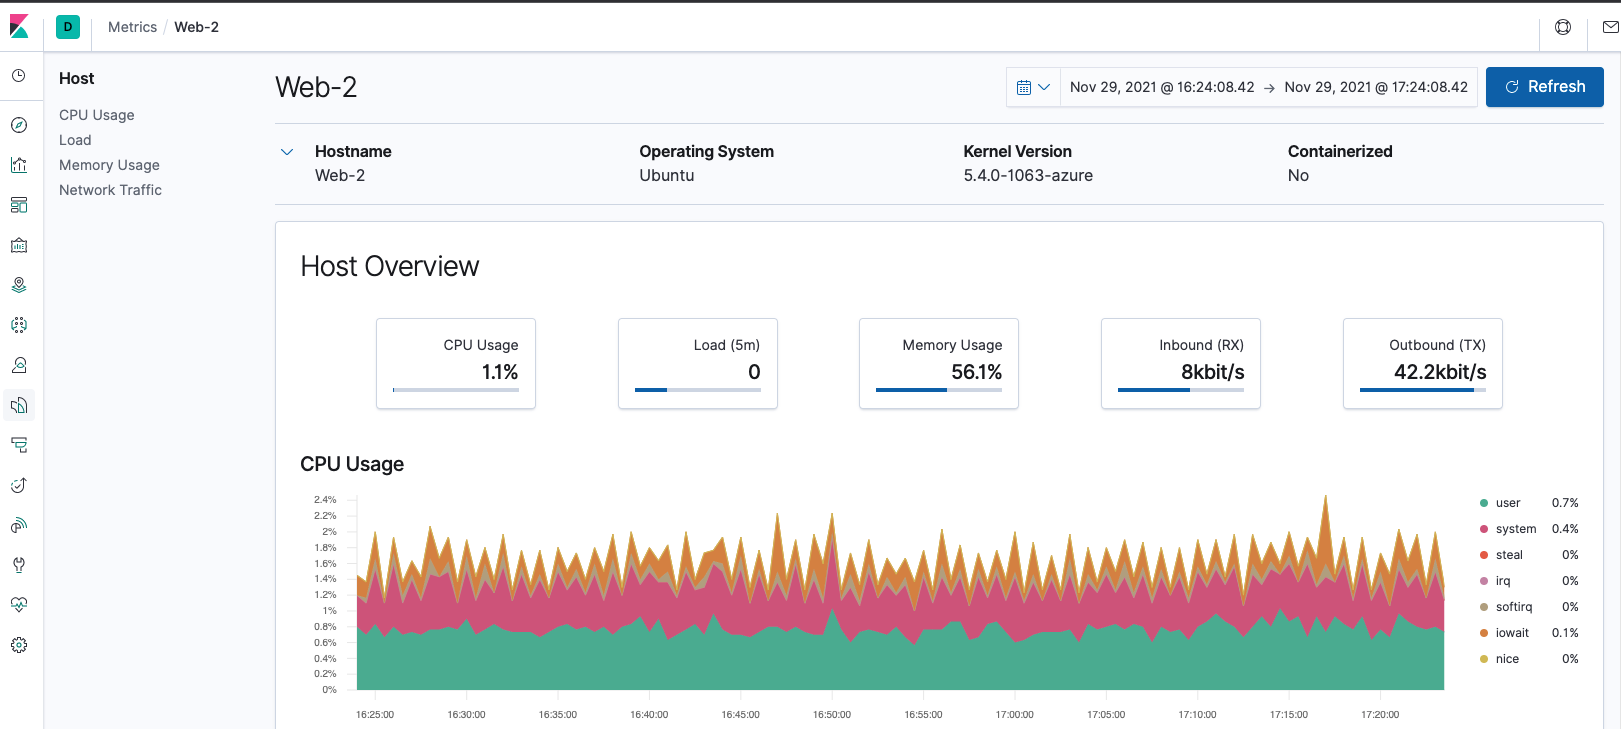 D
Metrics / Web-2
Host
CPU Usage
Load
Memory Usage
Network Traffic
Web-2
Nov 29, 2021 @ 16:24:08.42 → Nov 29, 2021 @ 17:24:08.42
Refresh
Hostname
Web-2
Operating System
Ubuntu
Kernel Version
5.4.0-1063-azure
Containerized
No
Host Overview
CPU Usage
1.1%
Load (5m)
0
Memory Usage
56.1%
Inbound (RX)
8kbit/s
Outbound (TX)
42.2kbit/s
CPU Usage
2.4%
2.2%
2%
1.8%
1.6%
1.4%
1.2%
1%
0.8%
0.6%
0.4%
0.2%
0%
16:25:00 16:30:00 16:35:00 16:40:00 16:45:00 16:50:00 16:55:00 17:00:00 17:05:00 17:10:00 17:15:00 17:20:00
user 0.7%
system 0.4%
steal 0%
irq 0%
softirq 0%
iowait 0.1%
nice 0%